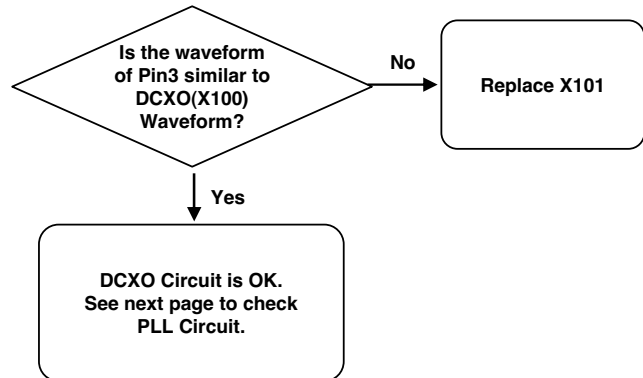 Is the waveform
of Pin3 similar to
DCXO(X100)
Waveform?
No
Replace X101
Yes
DCXO Circuit is OK.
See next page to check
PLL Circuit.